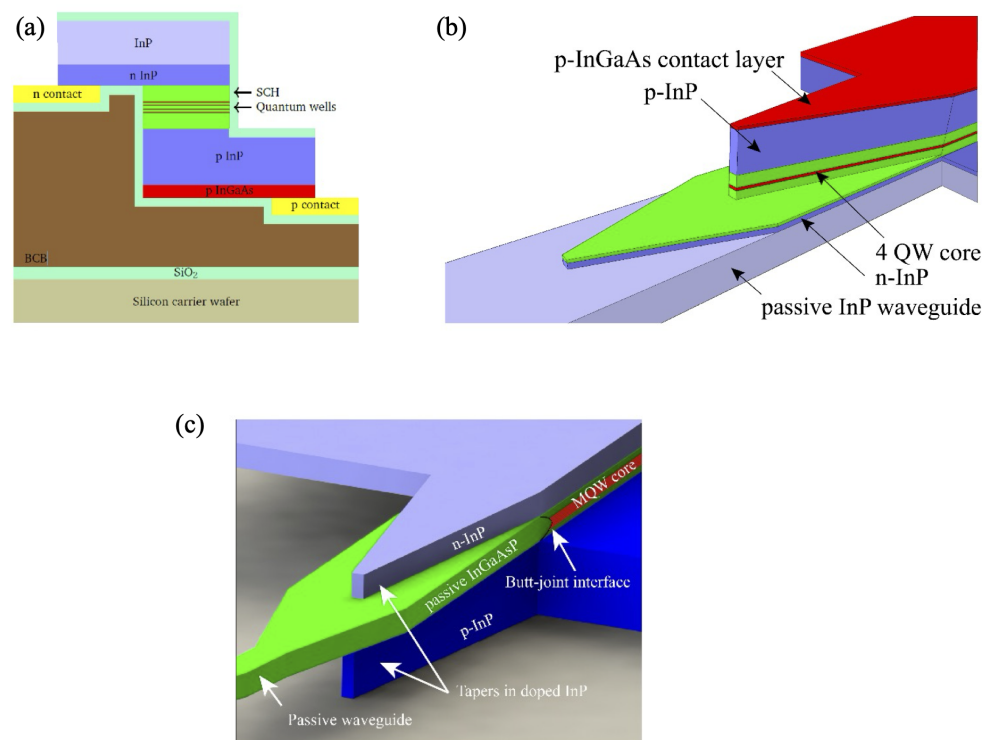 (a)
InP
n InP
n contact
SCH
Quantum wells
p InP
p InGaAs
p contact
BCB
SiO₂
Silicon carrier wafer
(b)
p-InGaAs contact layer
p-InP
4 QW core
n-InP
passive InP waveguide
(c)
MQW core
n-InP
passive InGaAsP
Butt-joint interface
p-InP
Tapers in doped InP
Passive waveguide